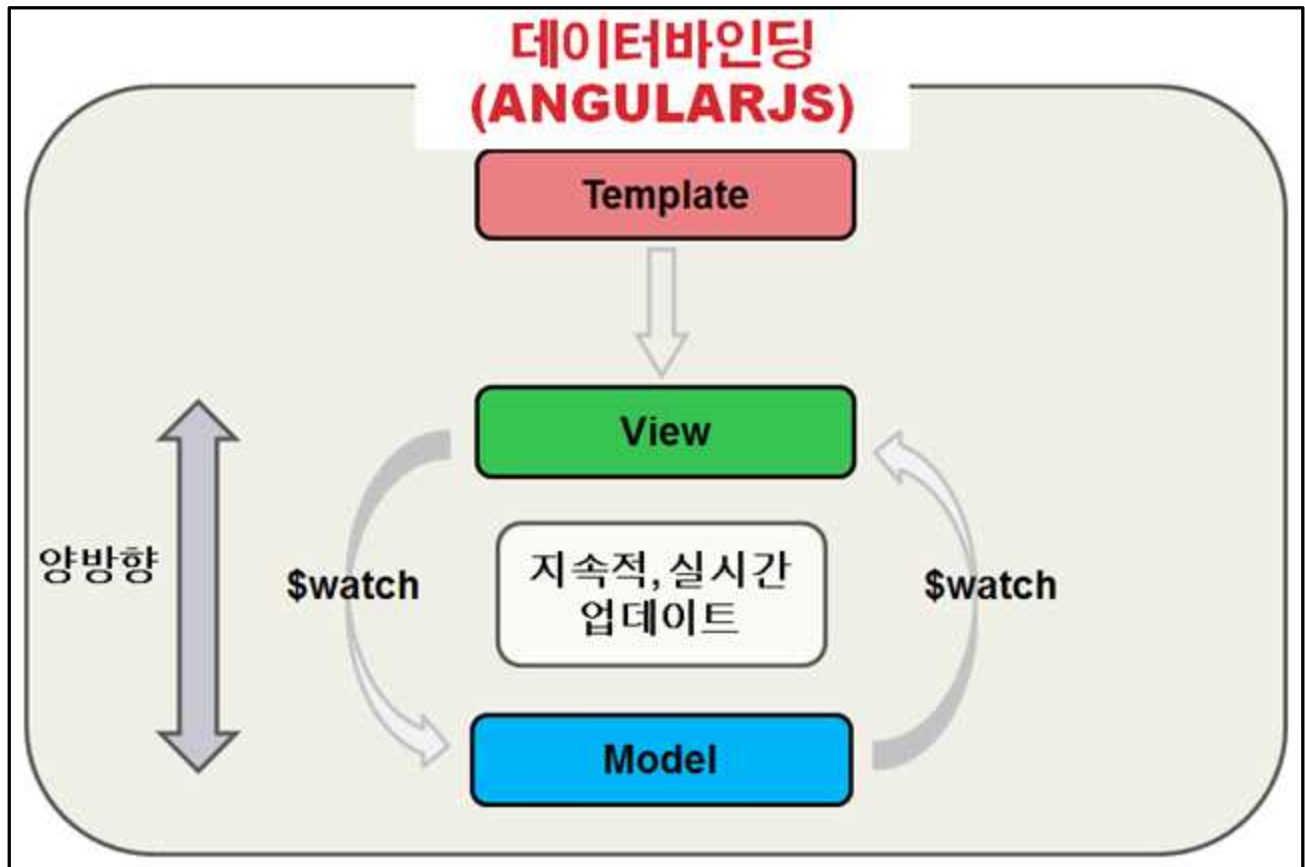 데이터바인딩
(ANGULARJS)
Template
View
양방향
$watch
지속적, 실시간
업데이트
$watch
Model